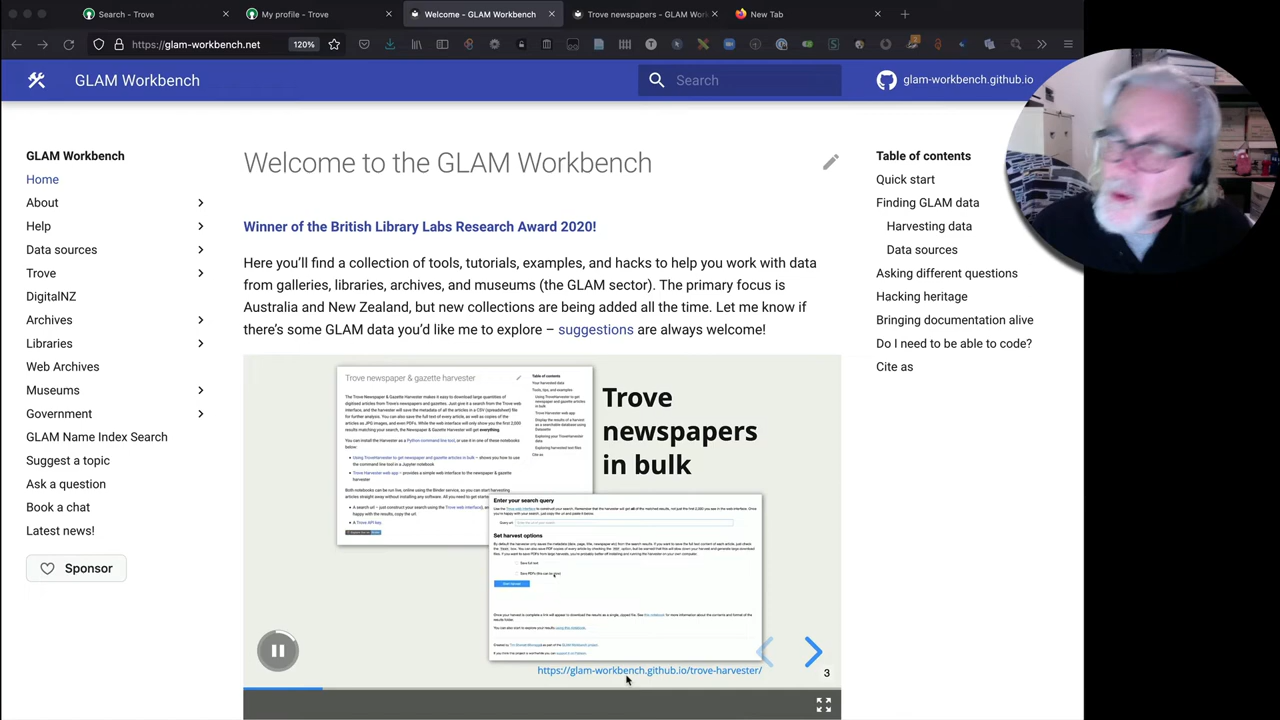 Search - Trove
My profile - Trove
Welcome - GLAM Workbench
Trove newspapers - GLAM Wor
New Tab
https://glam-workbench.net
120%
GLAM Workbench
Search
glam-workbench.github.io
GLAM Workbench
Home
About
Help
Data sources
Trove
DigitalNZ
Archives
Libraries
Web Archives
Museums
Government
GLAM Name Index Search
Suggest a topic
Ask a question
Book a chat
Sponsor
Welcome to the GLAM Workbench
Winner of the British Library Labs Research Award 2020!
Here you’ll find a collection of tools, tutorials, examples, and hacks to help you work with data
from galleries, libraries, archives, and museums (the GLAM sector). The primary focus is
Australia and New Zealand, but new collections are being added all the time. Let me know if
there’s some GLAM data you’d like me to explore – suggestions are always welcome!
Trove newspaper & gazette harvester
Table of contents
Trove
newspapers
in bulk
Enter your search query
Set harvest options
https://glam-workbench.github.io/trove-harvester/
3
Table of contents
Quick start
Finding GLAM data
Harvesting data
Data sources
Asking different questions
Hacking heritage
Bringing documentation alive
Do I need to be able to code?
Cite as